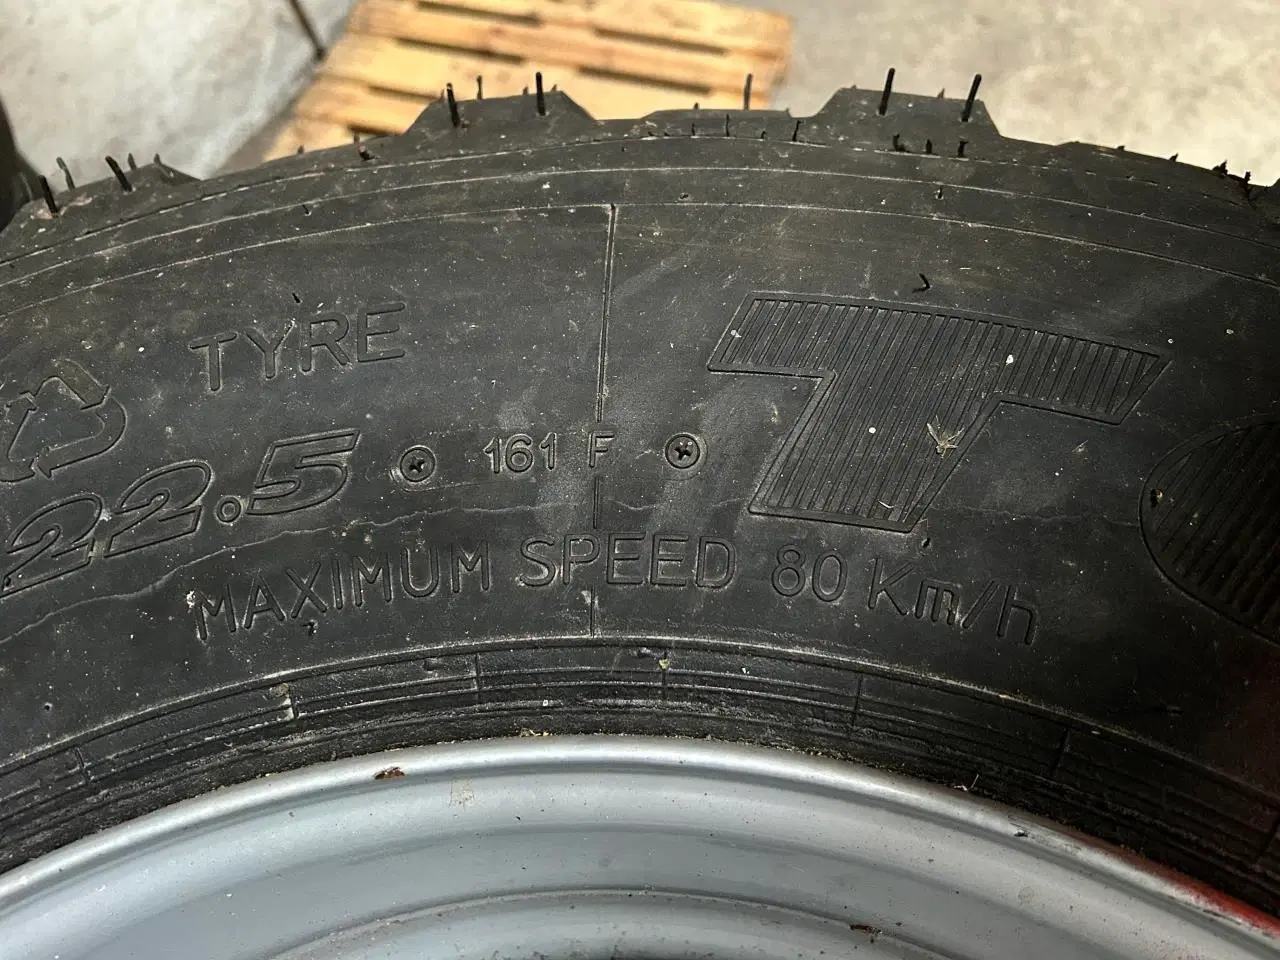 TYRE
22.5 161 F T
MAXIMUM SPEED 80 Km/h